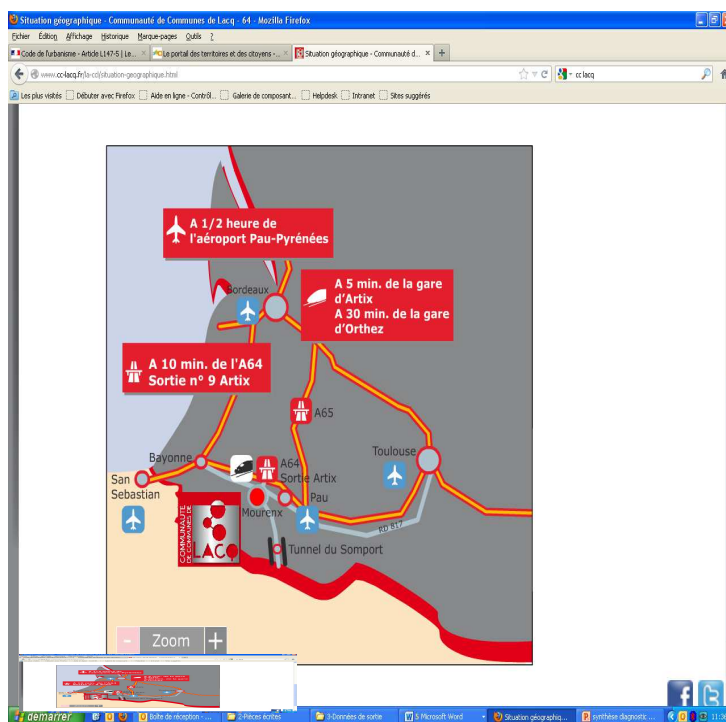 Situation géographique - Communauté de Communes de Lacq - 64 - Mozilla Firefox
Fichier Édition Affichage Historique Marque-pages Outils ?
Code de l'urbanisme - Article L147-5 | Le... × Le portail des territoires et des citoyens -... × Situation géographique - Communauté d... × +
www.cc-lacq.fr/la-ccl/situation-geographique.html
cc lacq
Les plus visités Débuter avec Firefox Aide en ligne - Contrôl... Galerie de composant... Helpdesk Intranet Sites suggérés
A 1/2 heure de
l'aéroport Pau-Pyrénées
A 5 min. de la gare
d'Artix
A 30 min. de la gare
d'Orthez
Bordeaux
A 10 min. de l'A64
Sortie n° 9 Artix
A65
Toulouse
Bayonne
A64
Sortie Artix
San
Sebastian
Mourenx
Pau
RD 817
COMMUNAUTÉ
DE COMMUNES DE
LACQ
Tunnel du Somport
- Zoom +
démarrer Boîte de réception - ... 2-Pièces écrites 3-Données de sortie 5 Microsoft Word Situation géographiq... synthèse diagnostic ...